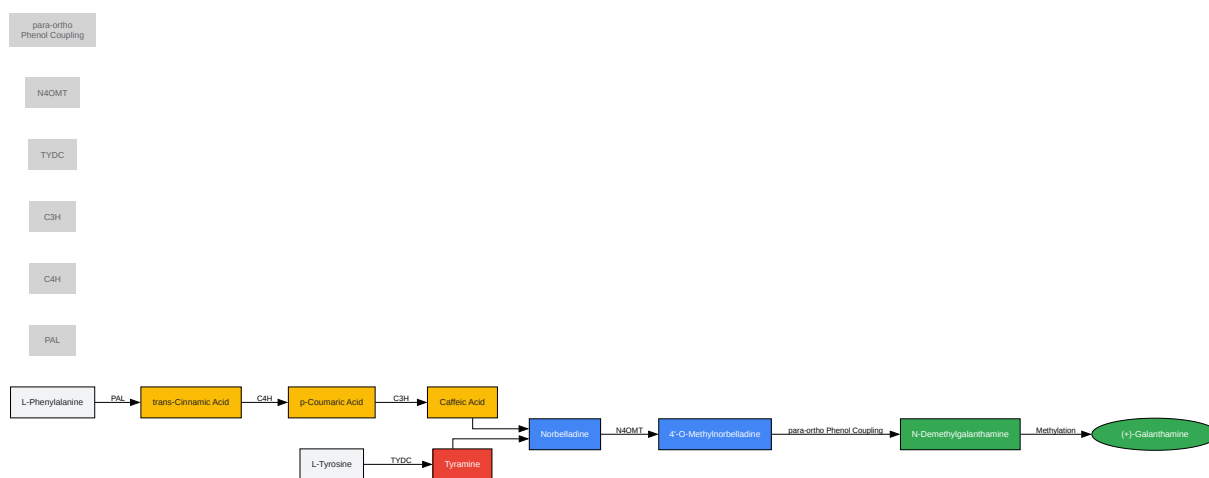 para-ortho
Phenol Coupling
N4OMT
TYDC
C3H
C4H
PAL
L-Phenylalanine
PAL
trans-Cinnamic Acid
C4H
p-Coumaric Acid
C3H
Caffeic Acid
Norbelladine
N4OMT
4'-O-Methylnorbelladine
para-ortho Phenol Coupling
N-Demethylgalanthamine
Methylation
(+)-Galanthamine
L-Tyrosine
TYDC
Tyramine